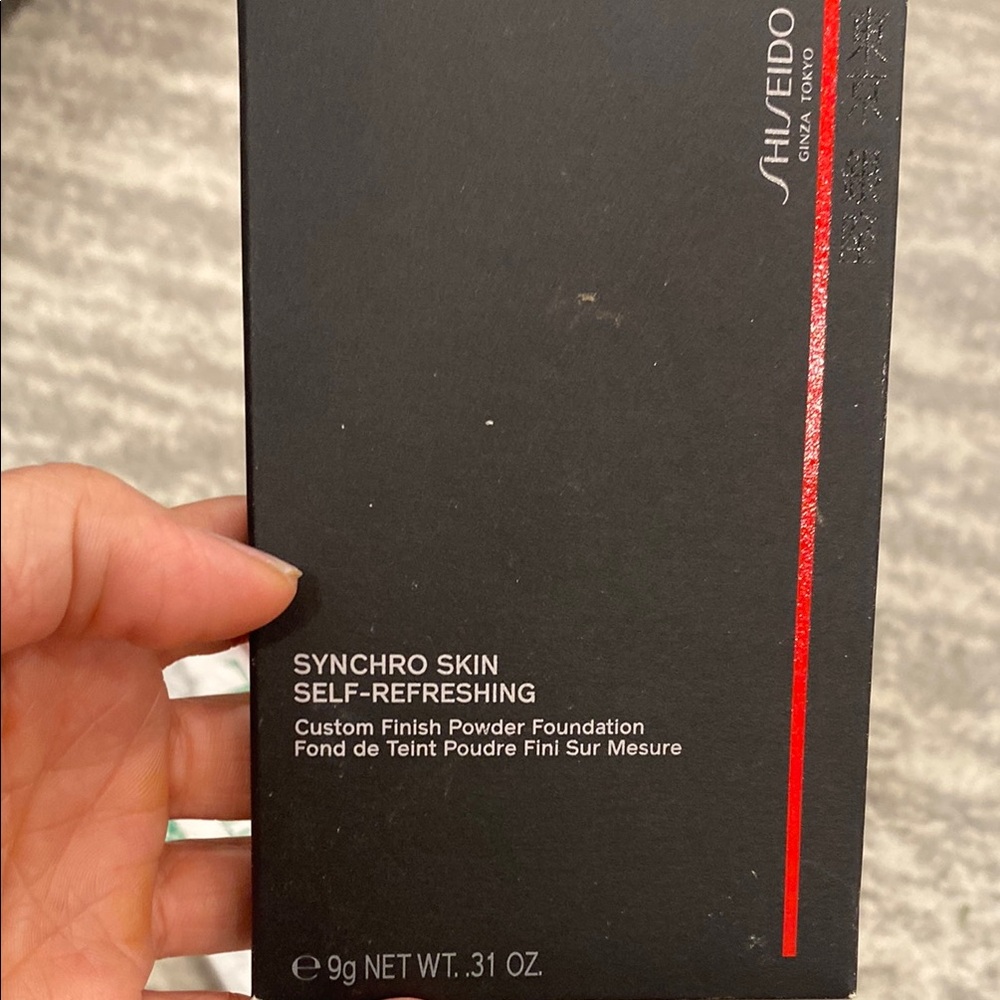 SHISEIDO
GINZA TOKYO
SYNCHRO SKIN
SELF-REFRESHING
Custom Finish Powder Foundation
Fond de Teint Poudre Fini Sur Mesure
℮ 9g NET WT. .31 OZ.